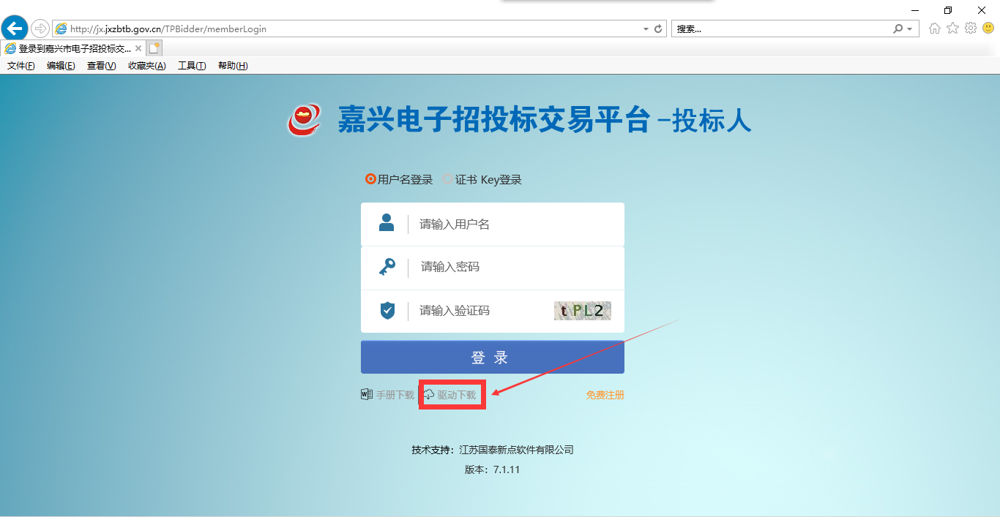 http://jx.jxzbtb.gov.cn/TPBidder/memberLogin
搜索...
登录到嘉兴市电子招投标交...
文件(F) 编辑(E) 查看(V) 收藏夹(A) 工具(T) 帮助(H)
嘉兴电子招投标交易平台 -投标人
用户名登录 证书 Key登录
请输入用户名
请输入密码
请输入验证码 tPL2
登 录
手册下载 驱动下载 免费注册
技术支持：江苏国泰新点软件有限公司
版本：7.1.11